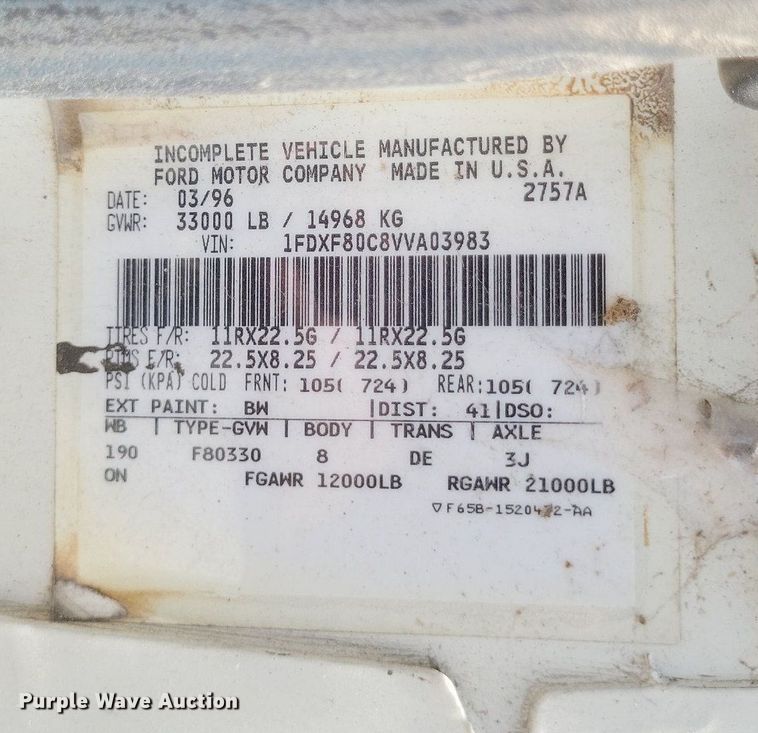 INCOMPLETE VEHICLE MANUFACTURED BY
FORD MOTOR COMPANY MADE IN U.S.A.
DATE: 03/96 2757A
GVWR: 33000 LB / 14968 KG
VIN: 1FDXF80C8VVA03983
TIRES F/R: 11RX22.5G / 11RX22.5G
RIMS F/R: 22.5X8.25 / 22.5X8.25
PSI (KPA) COLD FRNT: 105( 724) REAR:105( 724)
EXT PAINT: BW |DIST: 41|DSO:
WB | TYPE-GVW | BODY | TRANS | AXLE
190 F80330 8 DE 3J
ON FGAWR 12000LB RGAWR 21000LB
▽F65B-1520472-AA
Purple Wave Auction